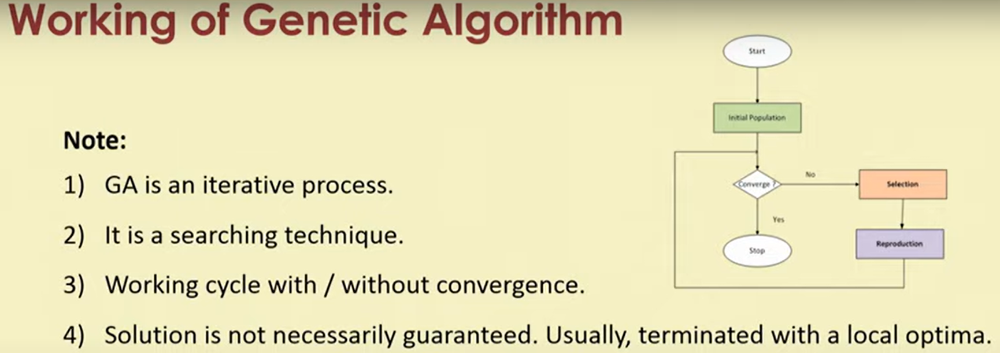 Working of Genetic Algorithm
Start
Initial Population
Note:
1) GA is an iterative process.
No
Converge ?
Selection
2) It is a searching technique.
Yes
Reproduction
Stop
3) Working cycle with / without convergence.
4) Solution is not necessarily guaranteed. Usually, terminated with a local optima.